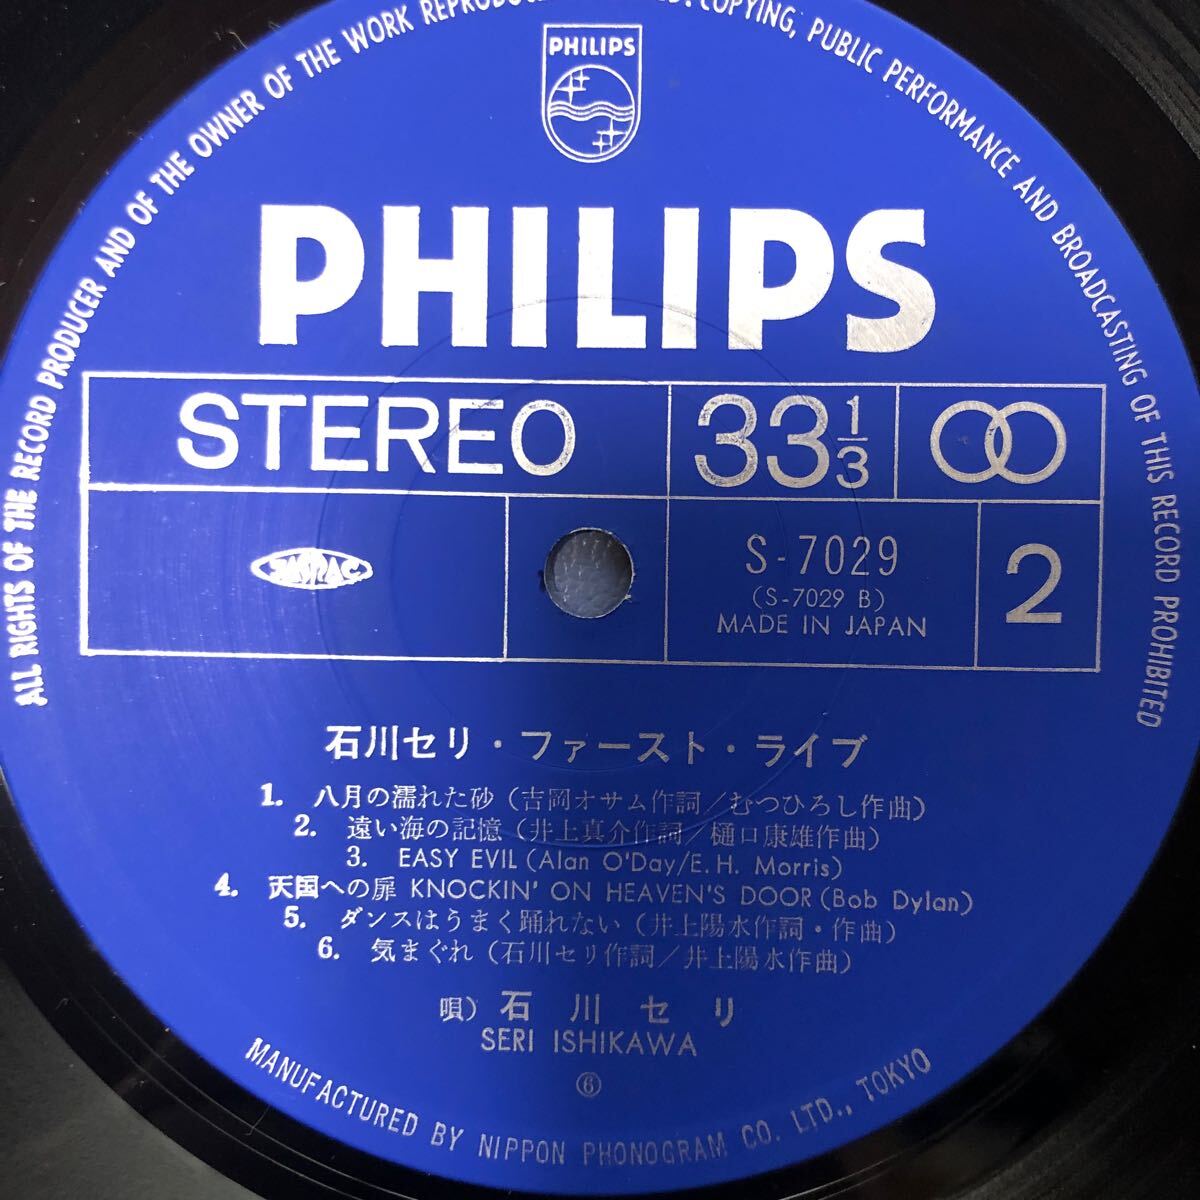 ALL RIGHTS OF THE RECORD PRODUCER AND OF THE OWNER OF THE WORK COPYING, PUBLIC PERFORMANCE AND BROADCASTING OF THIS RECORD PROHIBITED
PHILIPS
PHILIPS
STEREO 33 1/3
JASRAC
S-7029
(S-7029 B)
MADE IN JAPAN
2
石川セリ・ファースト・ライブ
1. 八月の濡れた砂(吉岡オサム作詞/むつひろし作曲)
2. 遠い海の記憶(井上真介作詞/樋口康雄作曲)
3. EASY EVIL(Alan O'Day/E.H. Morris)
4. 天国への扉 KNOCKIN' ON HEAVEN'S DOOR(Bob Dylan)
5. ダンスはうまく踊れない(井上陽水作詞・作曲)
6. 気まぐれ(石川セリ作詞/井上陽水作曲)
唄)石川セリ
SERI ISHIKAWA
⑥
MANUFACTURED BY NIPPON PHONOGRAM CO. LTD., TOKYO